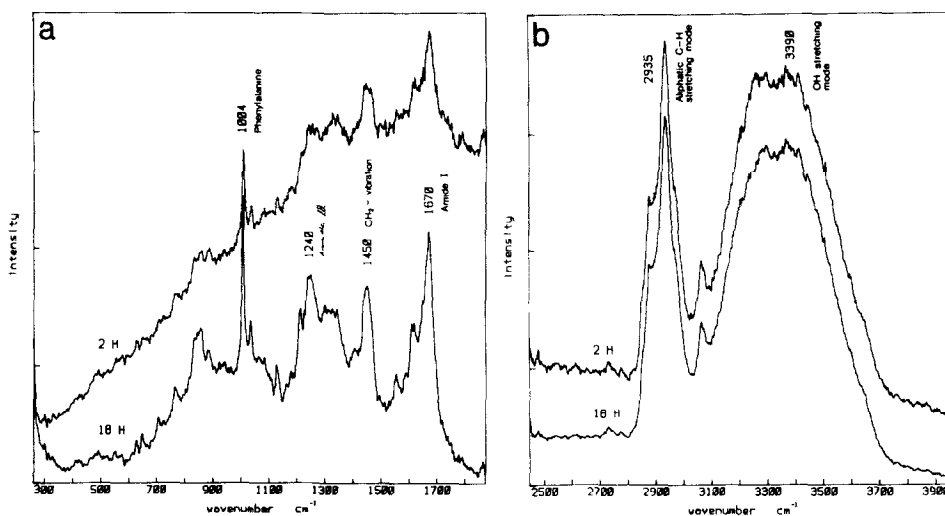 a
intensity
1004
Phenylalanine
1240
1450 CH₂-vibration
1670
Amide I
2 H
10 H
300 500 700 900 1100 1300 1500 1700
wavenumber cm⁻¹
b
intensity
2935
Aliphatic C-H
stretching mode
3390
OH stretching
mode
2 H
10 H
2500 2700 2900 3100 3300 3500 3700 3900
wavenumber cm⁻¹